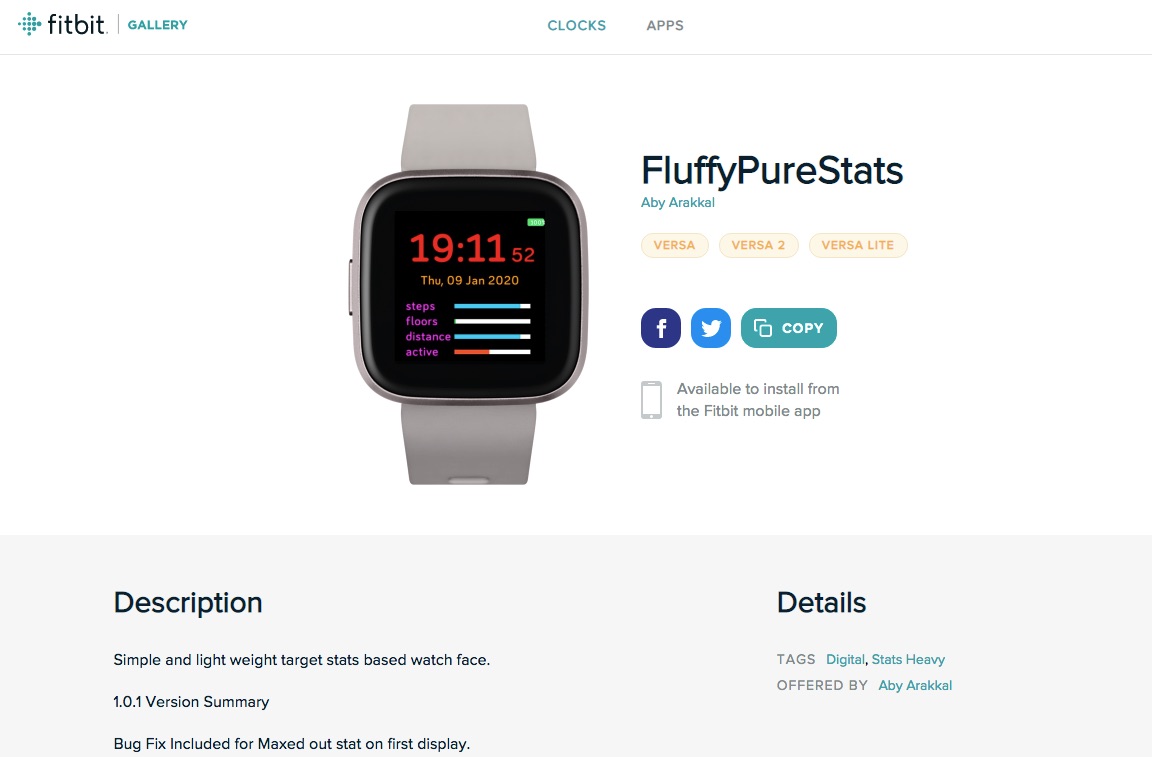 fitbit. GALLERY
CLOCKS APPS
100%
19:11 52
Thu, 09 Jan 2020
steps
floors
distance
active
FluffyPureStats
Aby Arakkal
VERSA VERSA 2 VERSA LITE
COPY
Available to install from
the Fitbit mobile app
Description
Simple and light weight target stats based watch face.
1.0.1 Version Summary
Bug Fix Included for Maxed out stat on first display.
Details
TAGS Digital, Stats Heavy
OFFERED BY Aby Arakkal